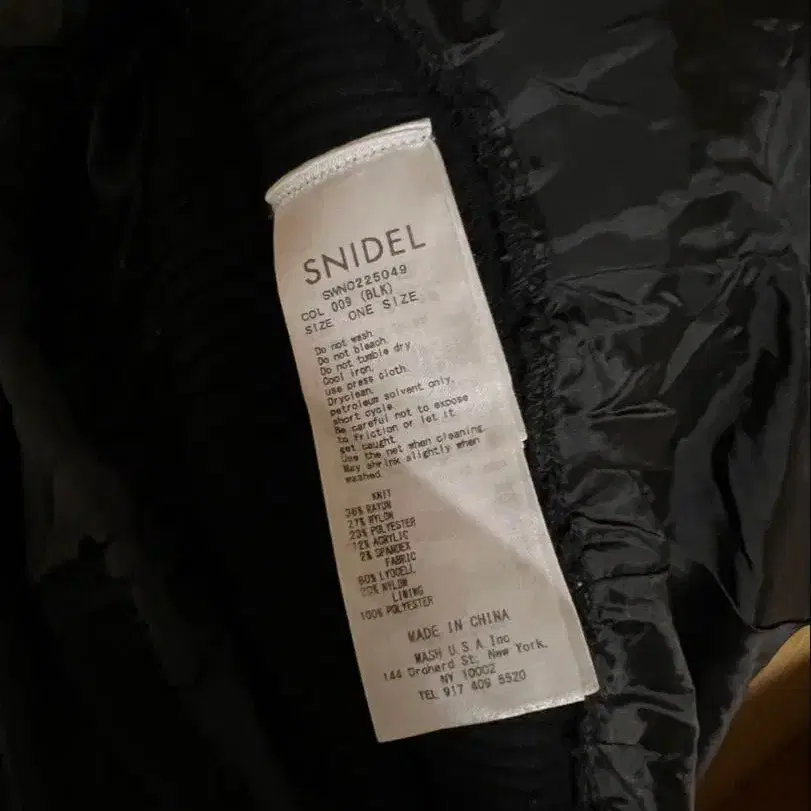 SNIDEL
SWNO225049
COL 009 (BLK)
SIZE ONE SIZE
Do not wash
Do not bleach
Do not tumble dry
Cool iron.
use press cloth.
Dryclean.
petroleum solvent only.
short cycle.
Be careful not to expose
to friction or let it
get caught.
Use the net when cleaning.
May shrink slightly when
washed.
KNIT
36% RAYON
27% NYLON
23% POLYESTER
12% ACRYLIC
2% SPANDEX
FABRIC
NYLON
LINING
100% POLYESTER
MADE IN CHINA
MASH U.S.A Inc
144 Orchard St. New York,
NY 10002
TEL 917 409 5520